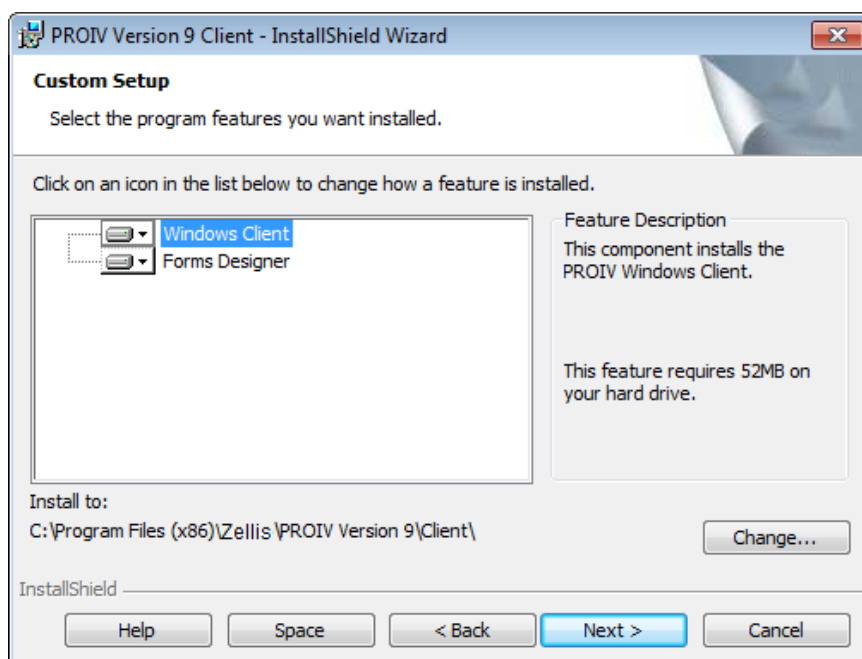 PROIV Version 9 Client - InstallShield Wizard
Custom Setup
Select the program features you want installed.
Click on an icon in the list below to change how a feature is installed.
Windows Client
Forms Designer
Feature Description
This component installs the
PROIV Windows Client.
This feature requires 52MB on
your hard drive.
Install to:
C:\Program Files (x86)\Zellis\PROIV Version 9\Client\
Change...
InstallShield
Help
Space
< Back
Next >
Cancel